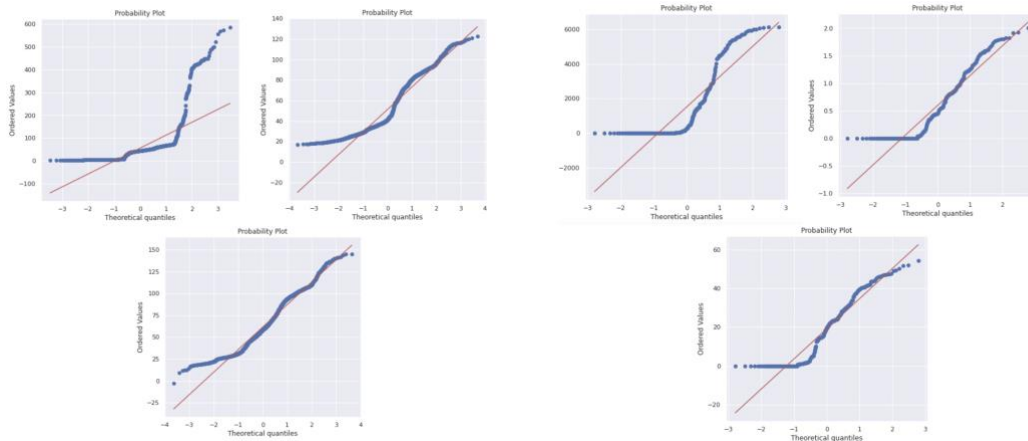 Probability Plot
600
500
400
300
200
100
0
−100
−3 −2 −1 0 1 2 3
Ordered Values
Theoretical quantiles
Probability Plot
140
120
100
80
60
40
20
0
−20
−4 −3 −2 −1 0 1 2 3 4
Ordered Values
Theoretical quantiles
Probability Plot
6000
4000
2000
0
−2000
−3 −2 −1 0 1 2 3
Ordered Values
Theoretical quantiles
Probability Plot
2.0
1.5
1.0
0.5
0.0
−0.5
−1.0
−3 −2 −1 0 1 2
Ordered Values
Theoretical quantiles
Probability Plot
150
125
100
75
50
25
0
−25
−4 −3 −2 −1 0 1 2 3 4
Ordered Values
Theoretical quantiles
Probability Plot
60
40
20
0
−20
−3 −2 −1 0 1 2 3
Ordered Values
Theoretical quantiles